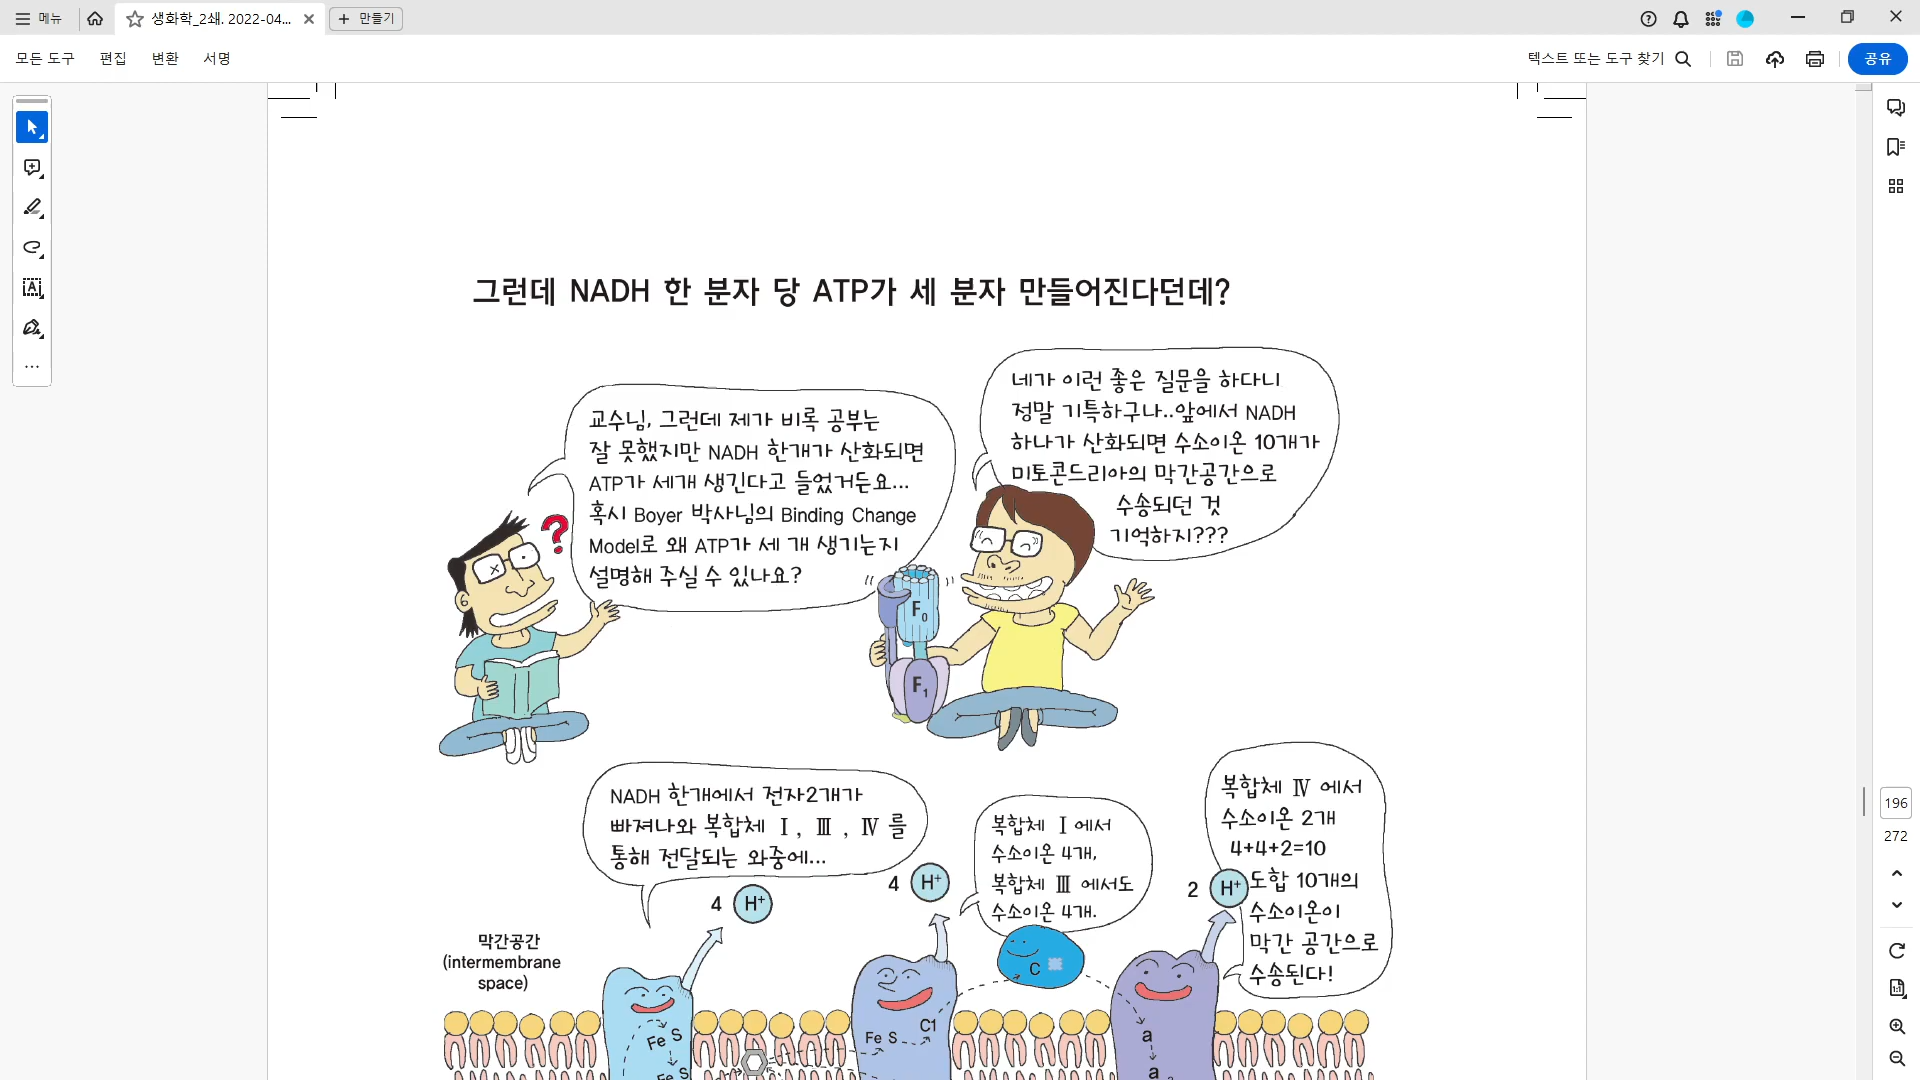 메뉴
생화학_2쇄. 2022-04...
만들기
모든 도구
편집
변환
서명
텍스트 또는 도구 찾기
공유
그런데 NADH 한 분자 당 ATP가 세 분자 만들어진다던데?
교수님, 그런데 제가 비록 공부는
잘 못했지만 NADH 한개가 산화되면
ATP가 세개 생긴다고 들었거든요...
혹시 Boyer 박사님의 Binding Change
Model로 왜 ATP가 세 개 생기는지
설명해 주실 수 있나요?
?
네가 이런 좋은 질문을 하다니
정말 기특하구나..앞에서 NADH
하나가 산화되면 수소이온 10개가
미토콘드리아의 막간공간으로
수송되던 것
기억하지???
F0
F1
NADH 한개에서 전자2개가
빠져나와 복합체 Ⅰ, Ⅲ, Ⅳ 를
통해 전달되는 와중에...
4 H+
4 H+
복합체 Ⅰ에서
수소이온 4개,
복합체 Ⅲ 에서도
수소이온 4개.
복합체 Ⅳ 에서
수소이온 2개
4+4+2=10
도합 10개의
수소이온이
막간 공간으로
수송된다!
2 H+
막간공간
(intermembrane
space)
C
Fe S
Fe S
Fe S
C1
a
a
196
272